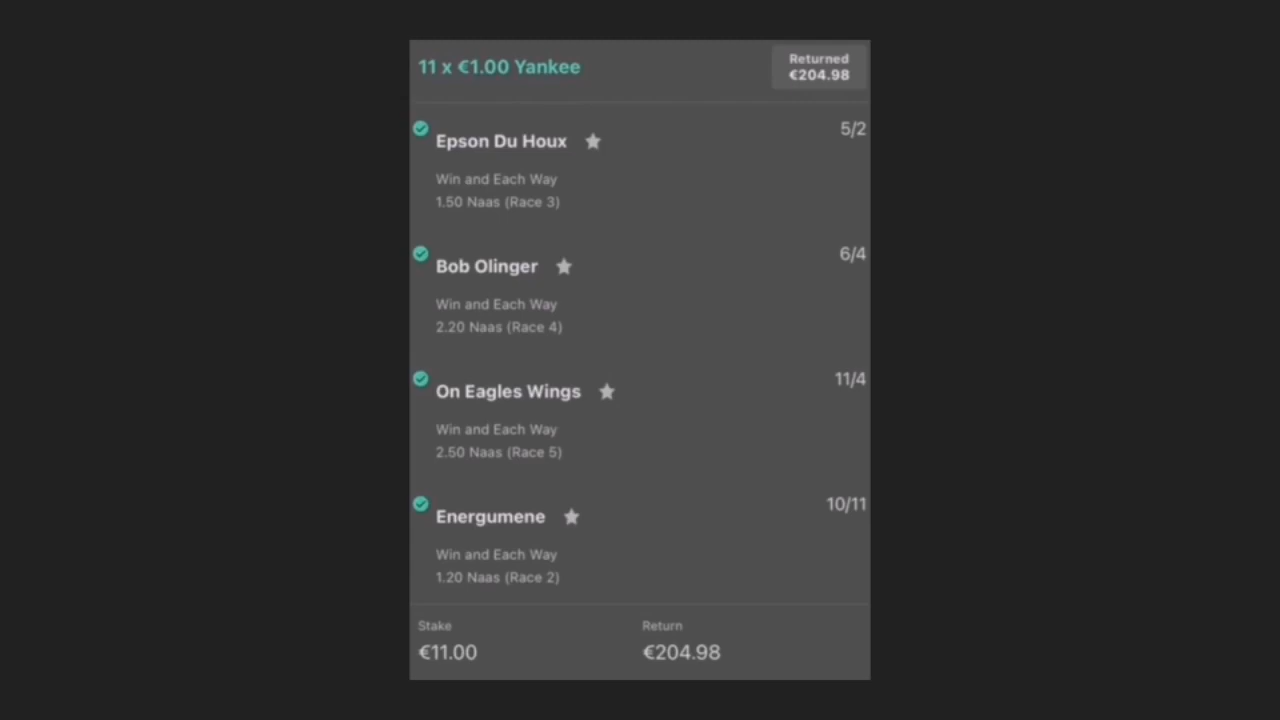 11 x €1.00 Yankee
Returned
€204.98
Epson Du Houx
5/2
Win and Each Way
1.50 Naas (Race 3)
Bob Olinger
6/4
Win and Each Way
2.20 Naas (Race 4)
On Eagles Wings
11/4
Win and Each Way
2.50 Naas (Race 5)
Energumene
10/11
Win and Each Way
1.20 Naas (Race 2)
Stake
Return
€11.00
€204.98